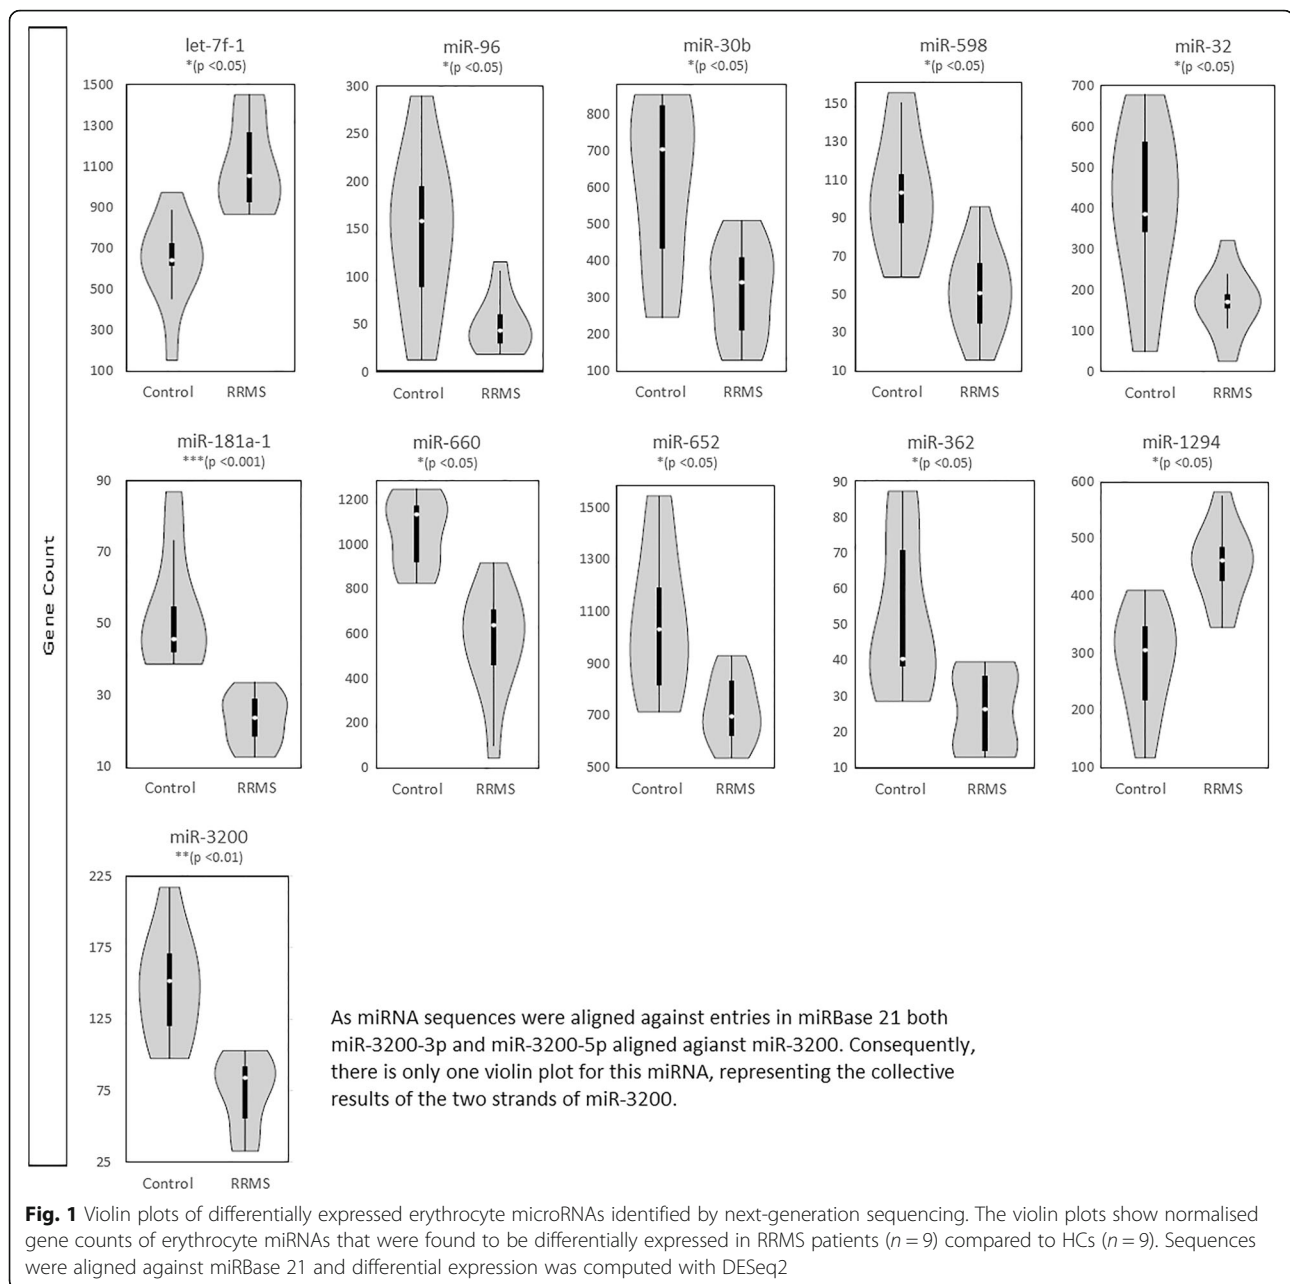 Gene Count
let-7f-1
*(p <0.05)
1500
1300
1100
900
700
500
300
100
Control RRMS
miR-96
*(p <0.05)
300
250
200
150
100
50
0
Control RRMS
miR-30b
*(p <0.05)
800
700
600
500
400
300
200
100
Control RRMS
miR-598
*(p <0.05)
150
130
110
90
70
50
30
10
Control RRMS
miR-32
*(p <0.05)
700
600
500
400
300
200
100
0
Control RRMS
miR-181a-1
***(p <0.001)
90
70
50
30
10
Control RRMS
miR-660
*(p <0.05)
1200
1000
800
600
400
200
0
Control RRMS
miR-652
*(p <0.05)
1500
1300
1100
900
700
500
Control RRMS
miR-362
*(p <0.05)
90
80
70
60
50
40
30
20
10
Control RRMS
miR-1294
*(p <0.05)
600
500
400
300
200
100
Control RRMS
miR-3200
**(p <0.01)
225
175
125
75
25
Control RRMS
As miRNA sequences were aligned against entries in miRBase 21 both
miR-3200-3p and miR-3200-5p aligned agianst miR-3200. Consequently,
there is only one violin plot for this miRNA, representing the collective
results of the two strands of miR-3200.
Fig. 1 Violin plots of differentially expressed erythrocyte microRNAs identified by next-generation sequencing. The violin plots show normalised
gene counts of erythrocyte miRNAs that were found to be differentially expressed in RRMS patients (n = 9) compared to HCs (n = 9). Sequences
were aligned against miRBase 21 and differential expression was computed with DESeq2